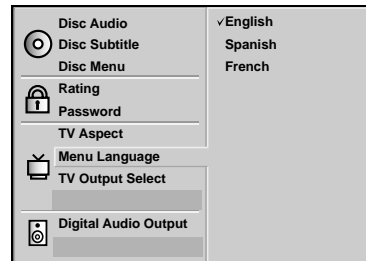 Disc Audio
Disc Subtitle
Disc Menu
Rating
Password
TV Aspect
Menu Language
TV Output Select
Digital Audio Output
✓English
Spanish
French